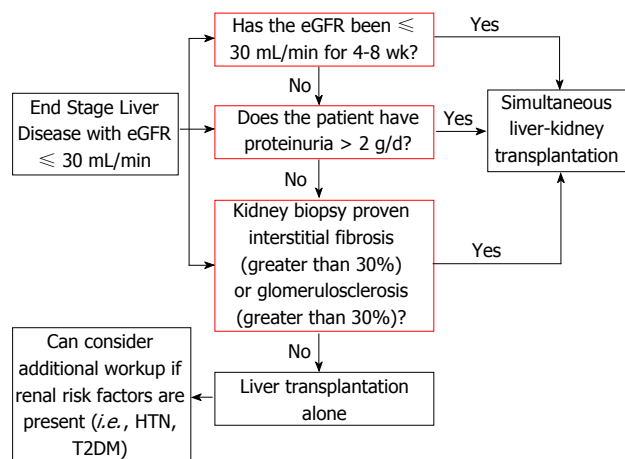 Has the eGFR been ≤
30 mL/min for 4-8 wk?
Yes
No
End Stage Liver
Disease with eGFR
≤ 30 mL/min
Does the patient have
proteinuria > 2 g/d?
Yes
Simultaneous
liver-kidney
transplantation
No
Kidney biopsy proven
interstitial fibrosis
(greater than 30%)
or glomerulosclerosis
(greater than 30%)?
Yes
No
Liver transplantation
alone
Can consider
additional workup if
renal risk factors are
present (i.e., HTN,
T2DM)